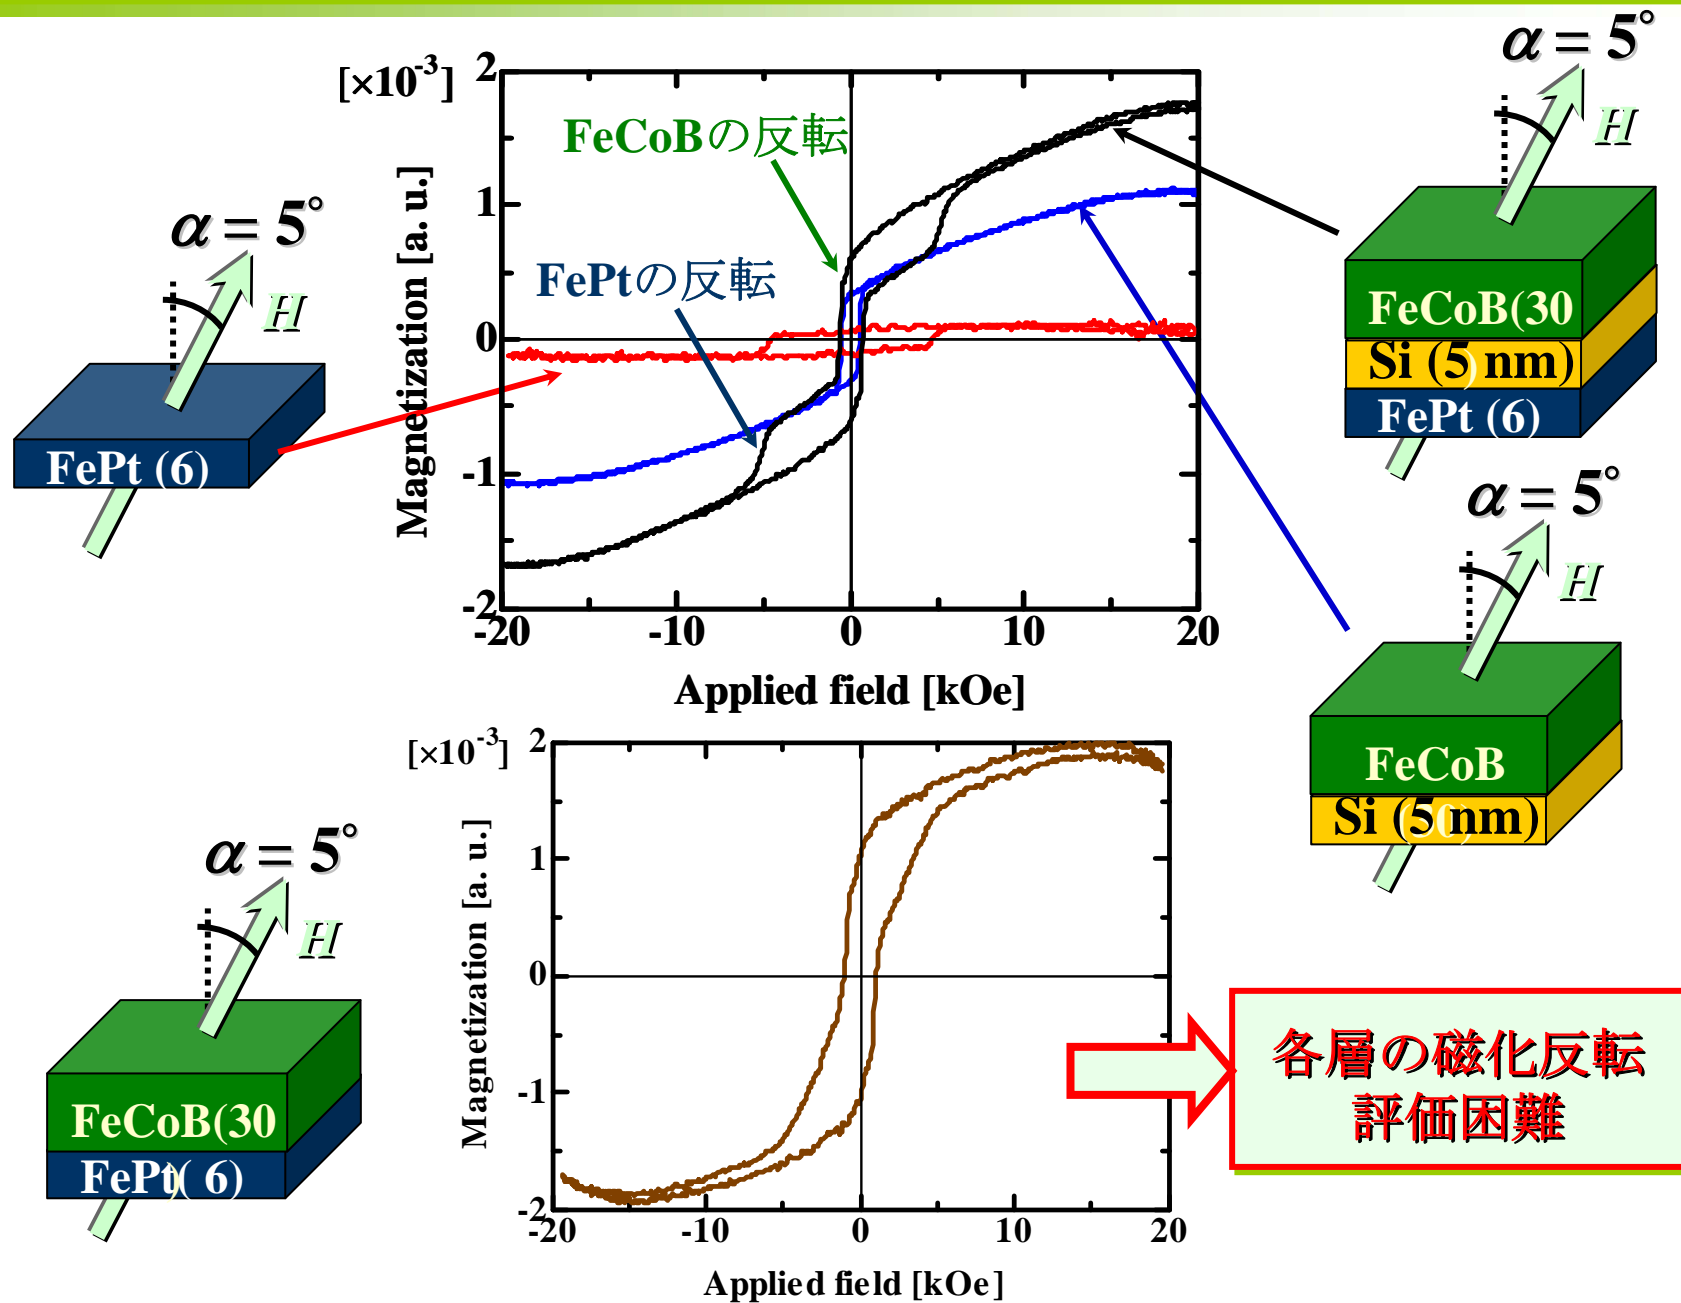 α = 5°
H
FePt (6)
[×10-3]
2
1
0
-1
-2
Magnetization [a. u.]
FeCoBの反転
FePtの反転
-20
-10
0
10
20
Applied field [kOe]
α = 5°
H
FeCoB(30
Si (5 nm)
FePt (6)
α = 5°
H
FeCoB
Si (5 nm)
α = 5°
H
FeCoB(30
FePt( 6)
[×10-3]
2
1
0
-1
-2
Magnetization [a. u.]
-20
-10
0
10
20
Applied field [kOe]
各層の磁化反転
評価困難